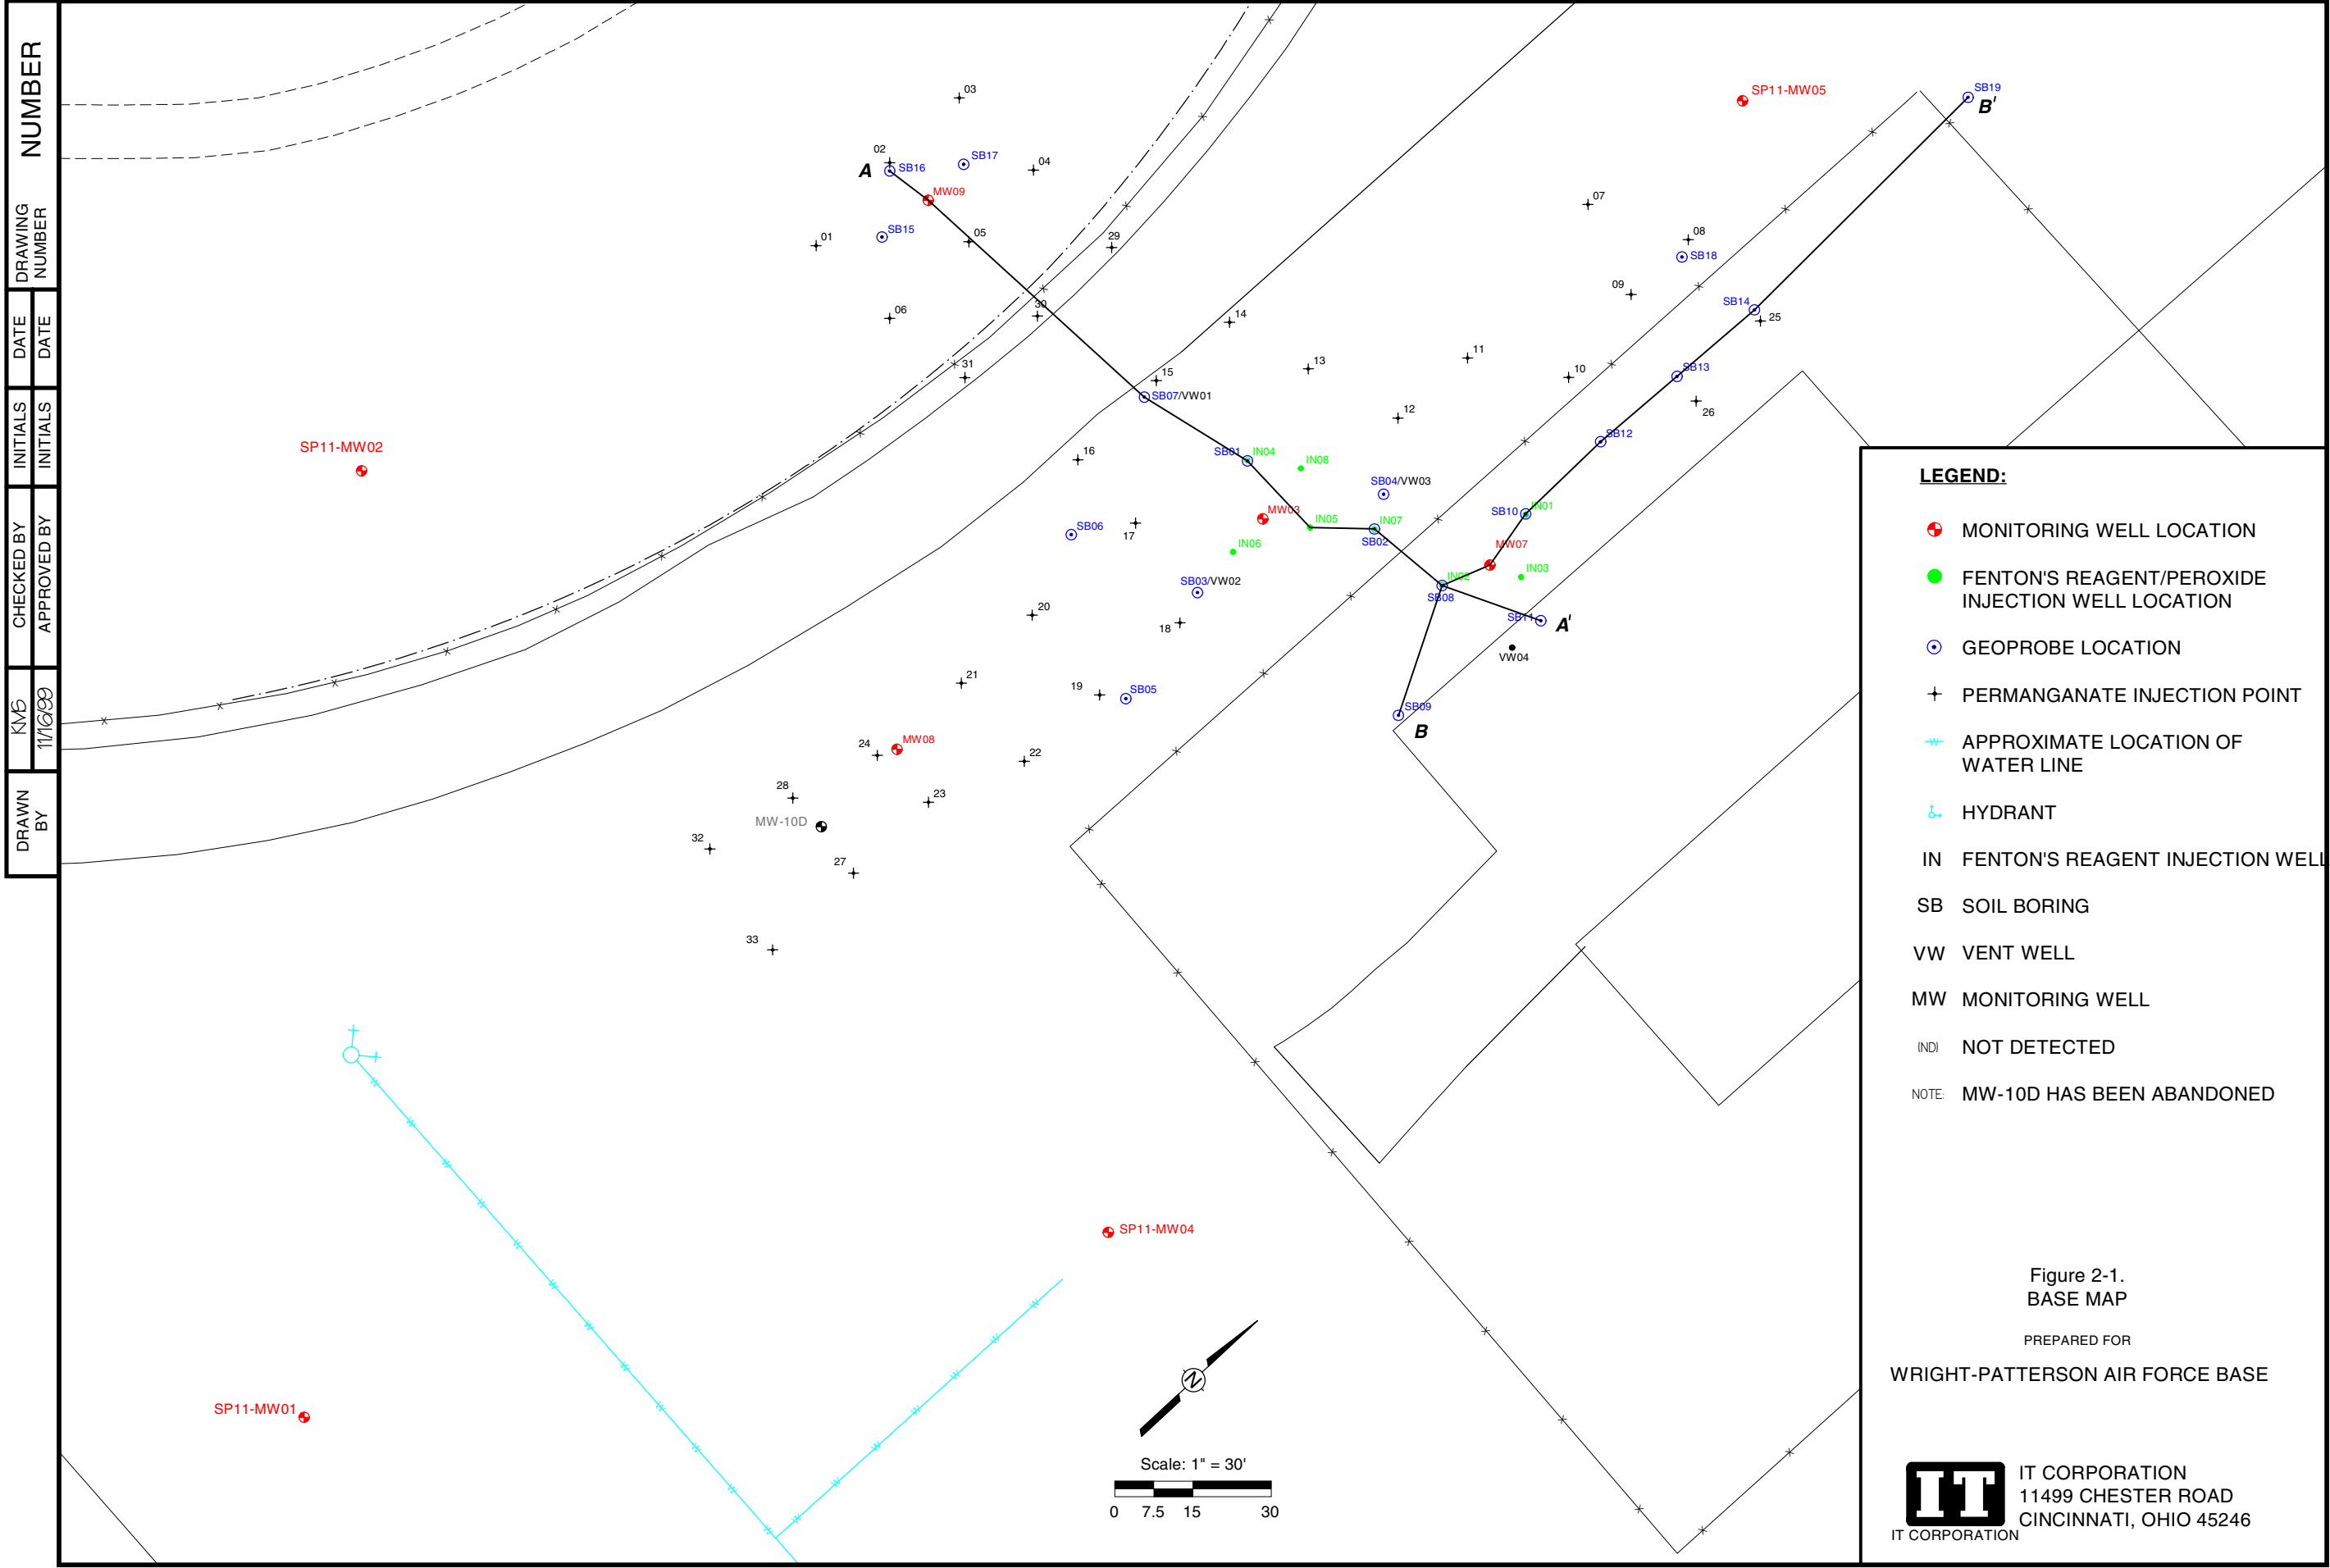 NUMBER
DRAWING
NUMBER
DATE
DATE
INITIALS
INITIALS
CHECKED BY
APPROVED BY
KMS
11/16/99
DRAWN
BY
03
SP11-MW05
SB19
B'
02
SB17
04
A
SB16
MW09
07
SB15
01
05
29
08
SB18
09
06
30
14
SB14
25
31
13
11
15
10
SB13
SB07/VW01
26
12
SB12
SP11-MW02
16
SB01
IN04
IN08
SB04/VW03
MW03
IN05
IN07
SB10
IN01
SB06
17
SB02
IN06
MW07
IN03
IN02
SB03/VW02
SB08
20
18
SB11
A'
VW04
21
19
SB05
SB09
B
24
MW08
22
28
23
MW-10D
32
27
33
SP11-MW04
SP11-MW01
N
Scale: 1" = 30'
0 7.5 15 30
LEGEND:
MONITORING WELL LOCATION
FENTON'S REAGENT/PEROXIDE
INJECTION WELL LOCATION
GEOPROBE LOCATION
PERMANGANATE INJECTION POINT
W APPROXIMATE LOCATION OF
WATER LINE
HYDRANT
IN FENTON'S REAGENT INJECTION WELL
SB SOIL BORING
VW VENT WELL
MW MONITORING WELL
(ND) NOT DETECTED
NOTE: MW-10D HAS BEEN ABANDONED
Figure 2-1.
BASE MAP
PREPARED FOR
WRIGHT-PATTERSON AIR FORCE BASE
IT
IT CORPORATION
IT CORPORATION
11499 CHESTER ROAD
CINCINNATI, OHIO 45246